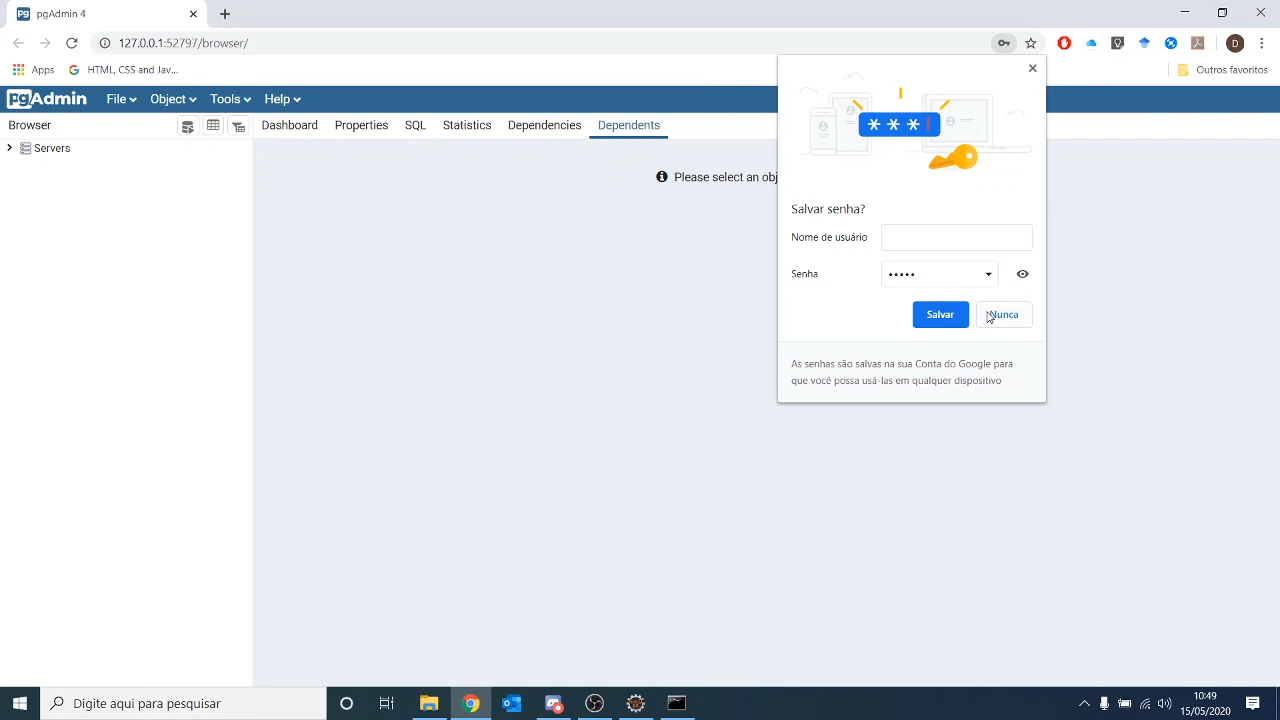 pgAdmin 4
127.0.0.1:52797/browser/
D
Apps
HTML, CSS and Jav...
Outros favoritos
pgAdmin
File
Object
Tools
Help
Browser
Dashboard
Properties
SQL
Statistics
Dependencies
Dependents
Servers
Please select an obj
* * *
Salvar senha?
Nome de usuário
Senha
•••••
Salvar
Nunca
As senhas são salvas na sua Conta do Google para
que você possa usá-las em qualquer dispositivo
Digite aqui para pesquisar
10:49
15/05/2020